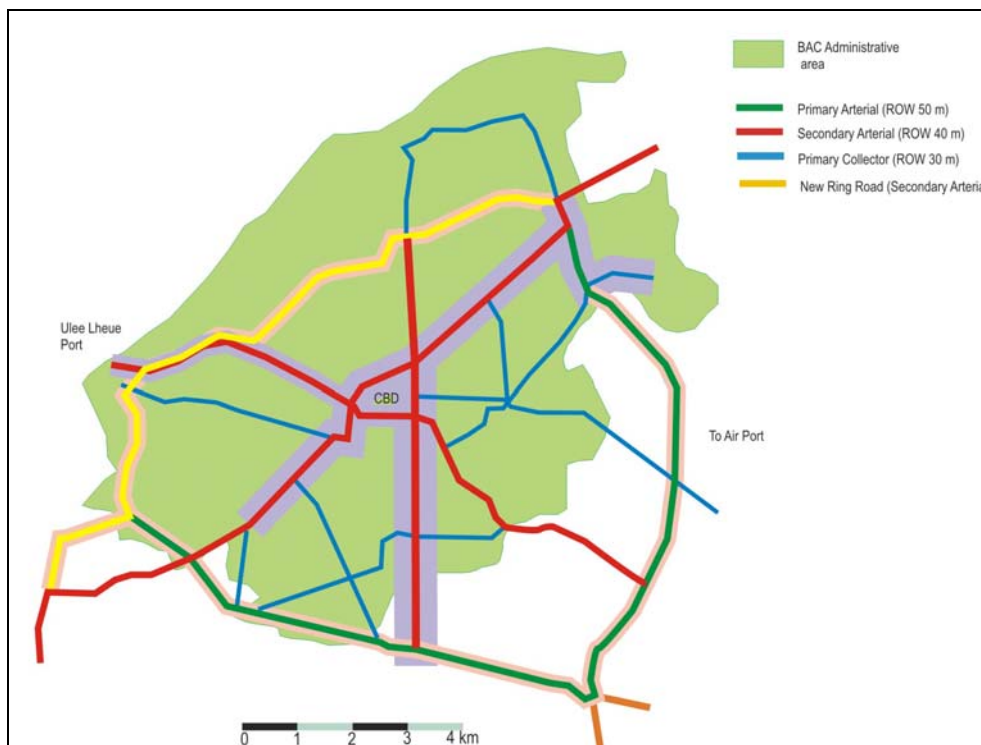 BAC Administrative
area
Primary Arterial (ROW 50 m)
Secondary Arterial (ROW 40 m)
Primary Collector (ROW 30 m)
New Ring Road (Secondary Arteria
Ulee Lheue
Port
CBD
To Air Port
0 1 2 3 4 km